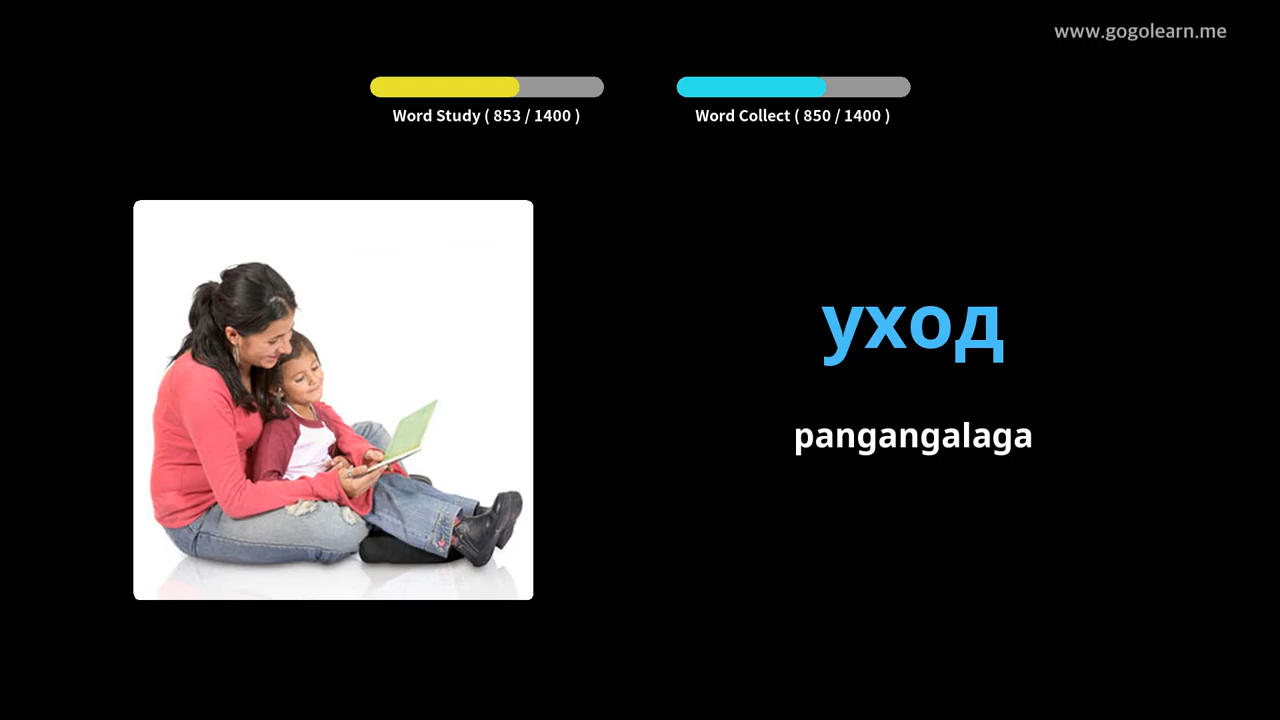 www.gogolearn.me
Word Study ( 853 / 1400 )
Word Collect ( 850 / 1400 )
уход
pangangalaga